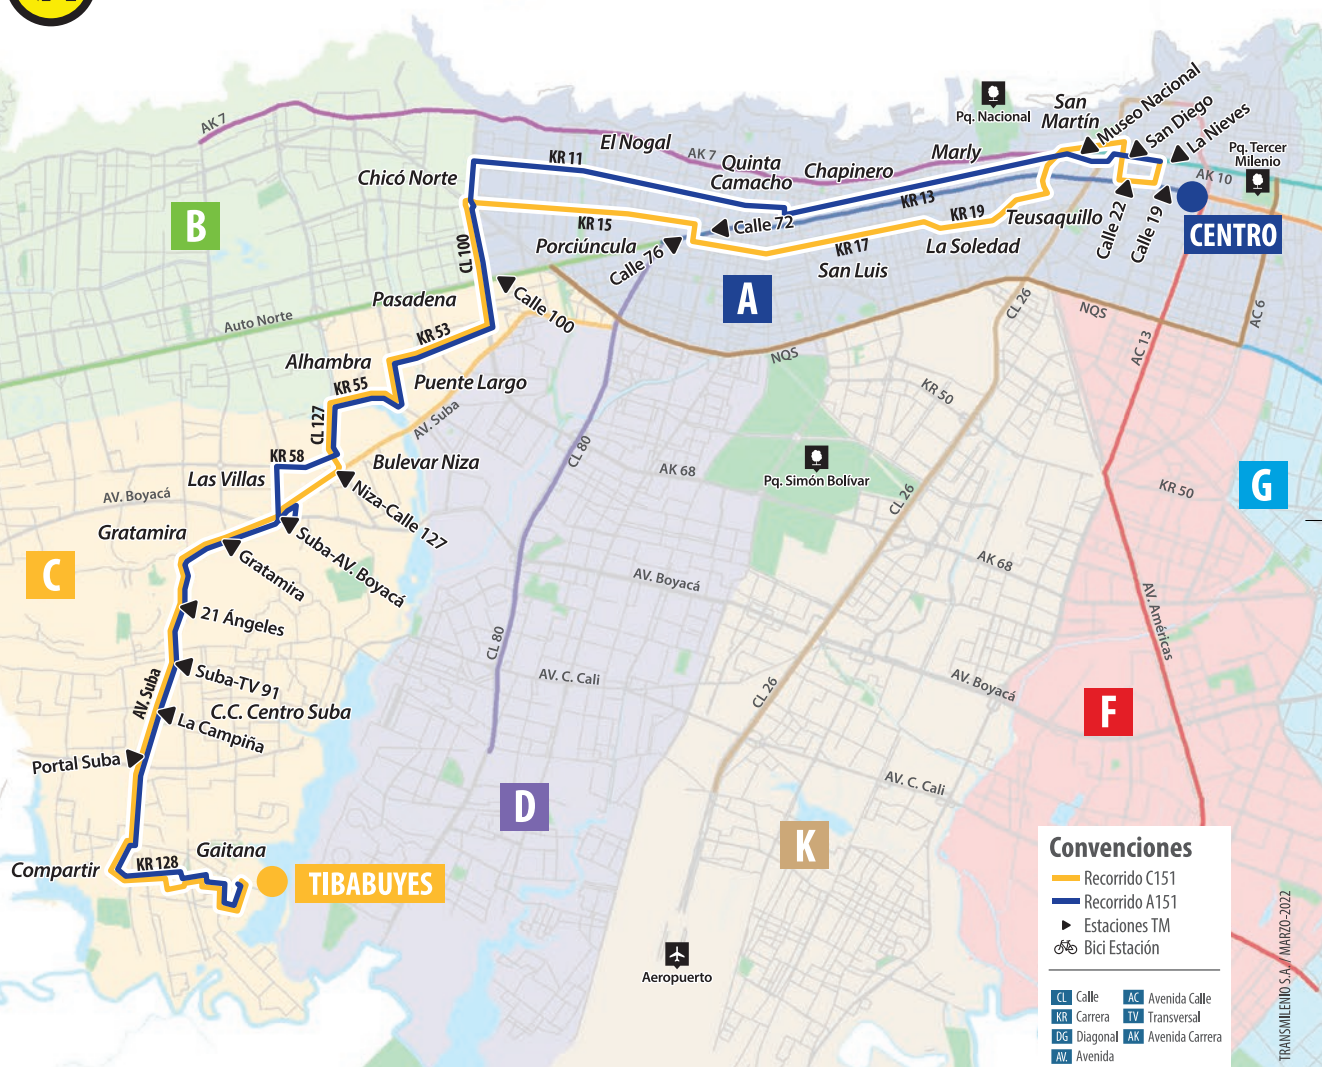 Museo Nacional
San Diego
La Nieves
San
Martín
Pq. Nacional
Pq. Tercer
Milenio
AK 7
El Nogal
AK 7
Quinta
Camacho
Chapinero
Marly
KR 11
Chicó Norte
AK 10
B
KR 15
Calle 72
KR 13
KR 19
Teusaquillo
Calle 22
Calle 19
CENTRO
CL 100
Porciúncula
Calle 76
KR 17
La Soledad
San Luis
A
Pasadena
Calle 100
CL 26
NQS
AC 6
Auto Norte
KR 53
AC 13
Alhambra
NQS
KR 55
Puente Largo
KR 50
CL 127
AV. Suba
KR 58
Bulevar Niza
CL 80
Las Villas
AK 68
Pq. Simón Bolívar
CL 26
KR 50
G
AV. Boyacá
Niza-Calle 127
Gratamira
Suba-AV. Boyacá
Gratamira
C
AK 68
AV. Boyacá
21 Ángeles
AV. Américas
CL 80
Suba-TV 91
AV. Suba
AV. C. Cali
CL 26
AV. Boyacá
C.C. Centro Suba
La Campiña
F
Portal Suba
AV. C. Cali
D
K
Gaitana
Compartir
KR 128
TIBABUYES
Aeropuerto
Convenciones
Recorrido C151
Recorrido A151
Estaciones TM
Bici Estación
CL Calle
AC Avenida Calle
KR Carrera
TV Transversal
DG Diagonal
AK Avenida Carrera
AV. Avenida
TRANSMILENIO S.A. / MARZO-2022